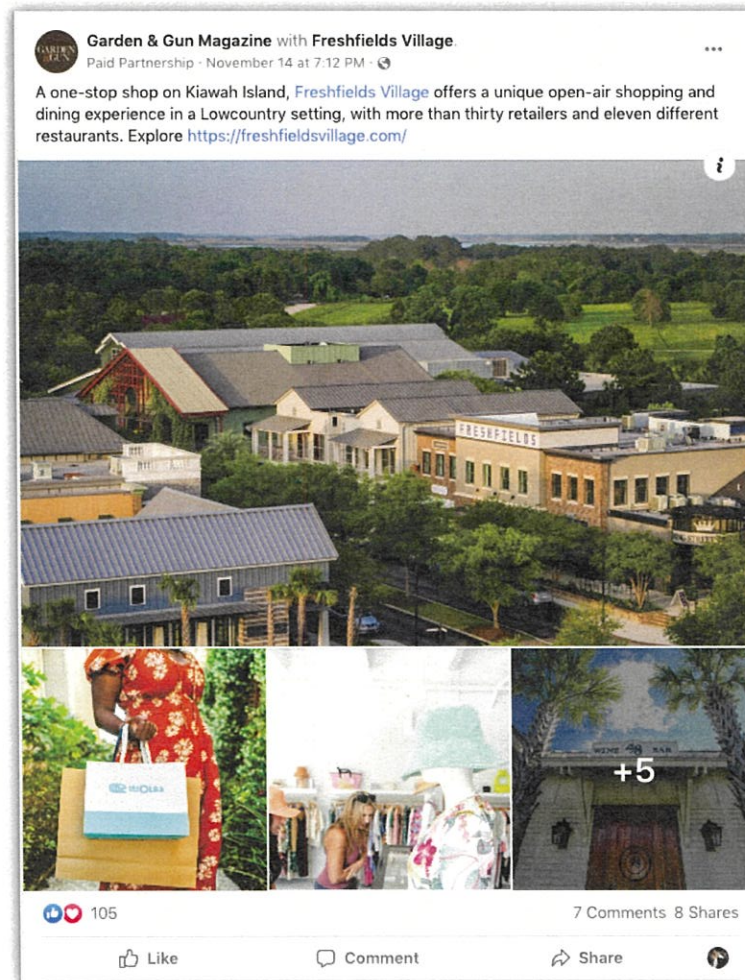 GARDEN
&GUN
Garden & Gun Magazine with Freshfields Village.
Paid Partnership · November 14 at 7:12 PM ·
A one-stop shop on Kiawah Island, Freshfields Village offers a unique open-air shopping and
dining experience in a Lowcountry setting, with more than thirty retailers and eleven different
restaurants. Explore https://freshfieldsvillage.com/
i
FRESHFIELDS
WINE 48 BAR
+5
105
7 Comments 8 Shares
Like
Comment
Share